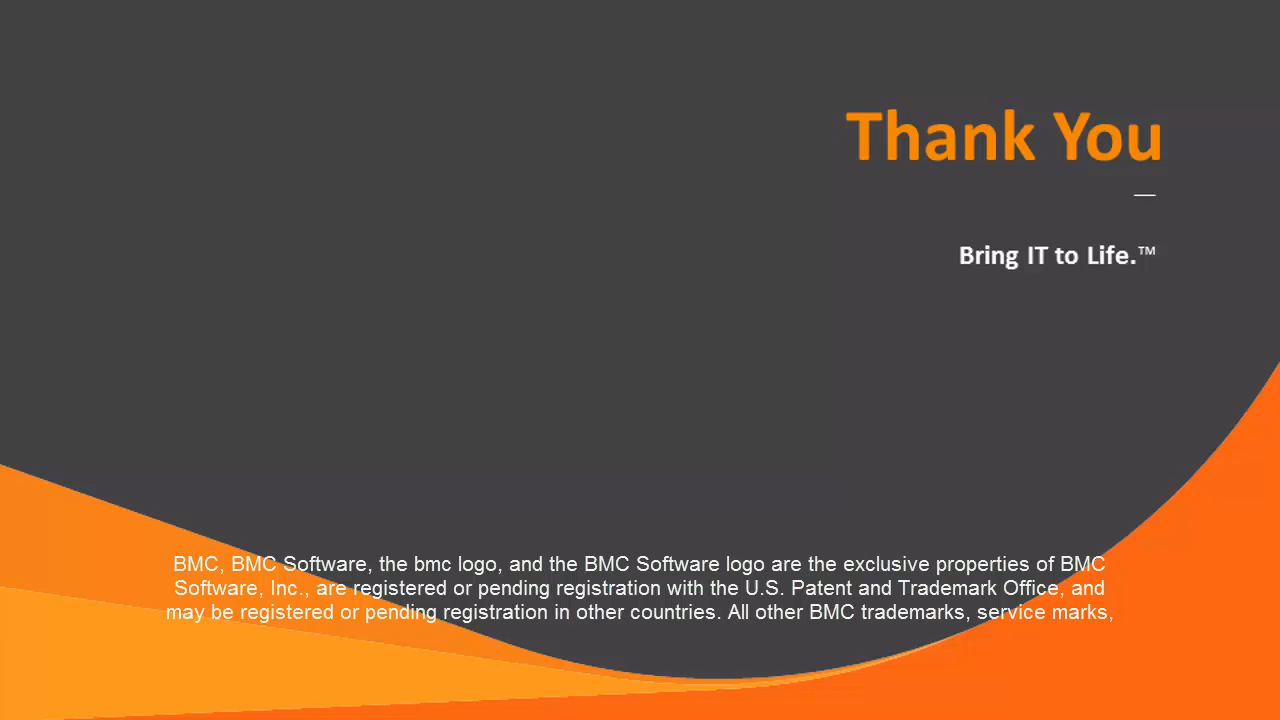 Thank You
—
Bring IT to Life.™
BMC, BMC Software, the bmc logo, and the BMC Software logo are the exclusive properties of BMC
Software, Inc., are registered or pending registration with the U.S. Patent and Trademark Office, and
may be registered or pending registration in other countries. All other BMC trademarks, service marks,